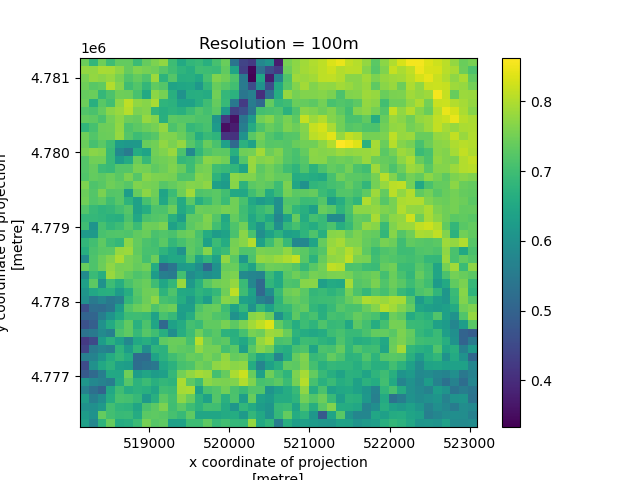 Resolution = 100m
1e6
4.781
4.780
4.779
4.778
4.777
519000 520000 521000 522000 523000
x coordinate of projection
[metre]
y coordinate of projection
[metre]
0.8
0.7
0.6
0.5
0.4